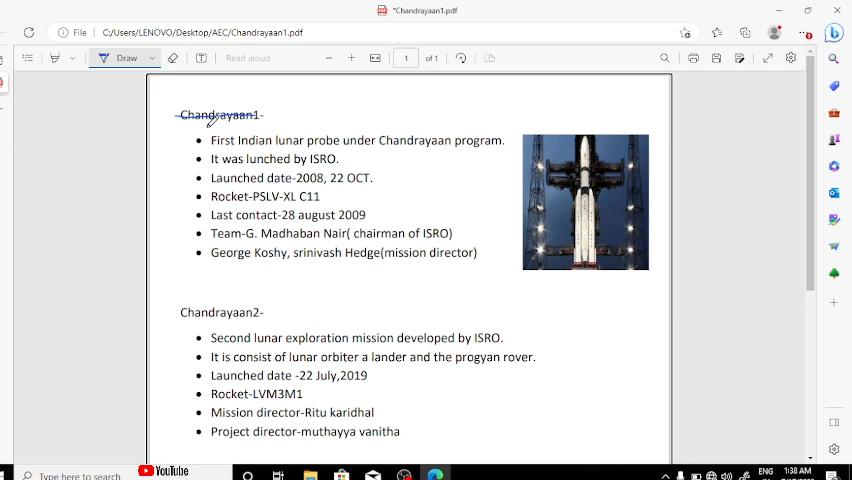 *Chandrayaan1.pdf
File C:/Users/LENOVO/Desktop/AEC/Chandrayaan1.pdf
Draw Read aloud 1 of 1
Chandrayaan1-
First Indian lunar probe under Chandrayaan program.
It was lunched by ISRO.
Launched date-2008, 22 OCT.
Rocket-PSLV-XL C11
Last contact-28 august 2009
Team-G. Madhaban Nair( chairman of ISRO)
George Koshy, srinivash Hedge(mission director)
Chandrayaan2-
Second lunar exploration mission developed by ISRO.
It is consist of lunar orbiter a lander and the progyan rover.
Launched date -22 July,2019
Rocket-LVM3M1
Mission director-Ritu karidhal
Project director-muthayya vanitha
Type here to search YouTube ENG 1:38 AM